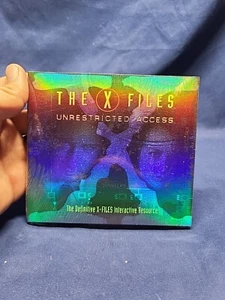 THE X FILES
UNRESTRICTED ACCESS
The Definitive X-FILES Interactive Resource